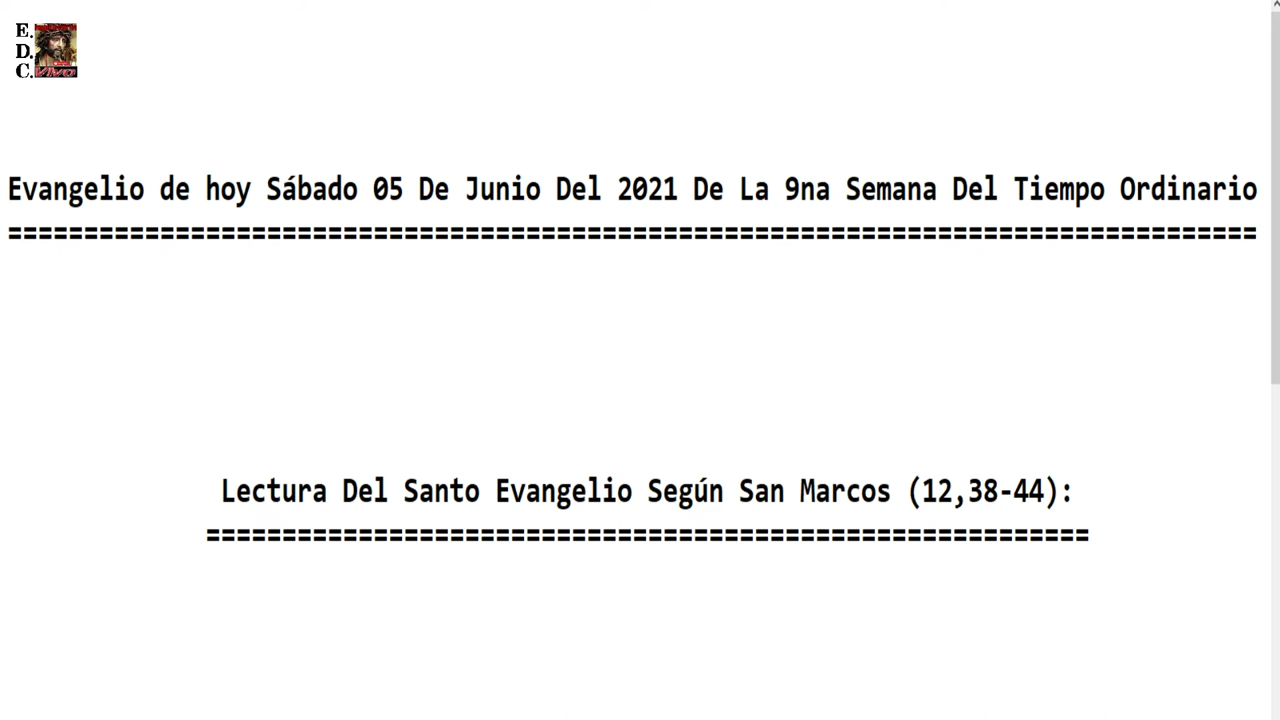 E.
D.
C.
VIVO
Evangelio de hoy Sábado 05 De Junio Del 2021 De La 9na Semana Del Tiempo Ordinario
==================================================================================
Lectura Del Santo Evangelio Según San Marcos (12,38-44):
==========================================================